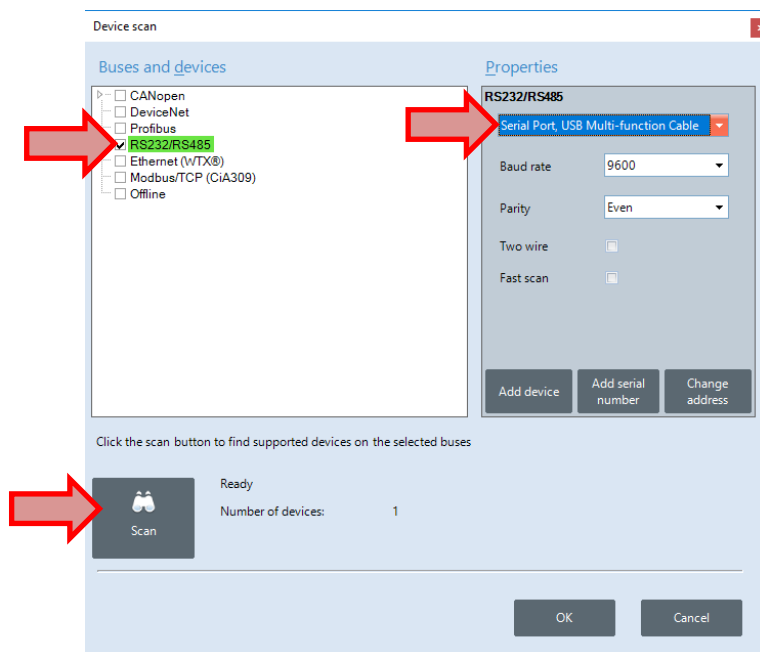 Device scan
x
Buses and devices
CANopen
DeviceNet
Profibus
RS232/RS485
Ethernet (WTX®)
Modbus/TCP (CiA309)
Offline
Properties
RS232/RS485
Serial Port, USB Multi-function Cable
Baud rate 9600
Parity Even
Two wire
Fast scan
Add device
Add serial
number
Change
address
Click the scan button to find supported devices on the selected buses
Scan
Ready
Number of devices: 1
OK
Cancel